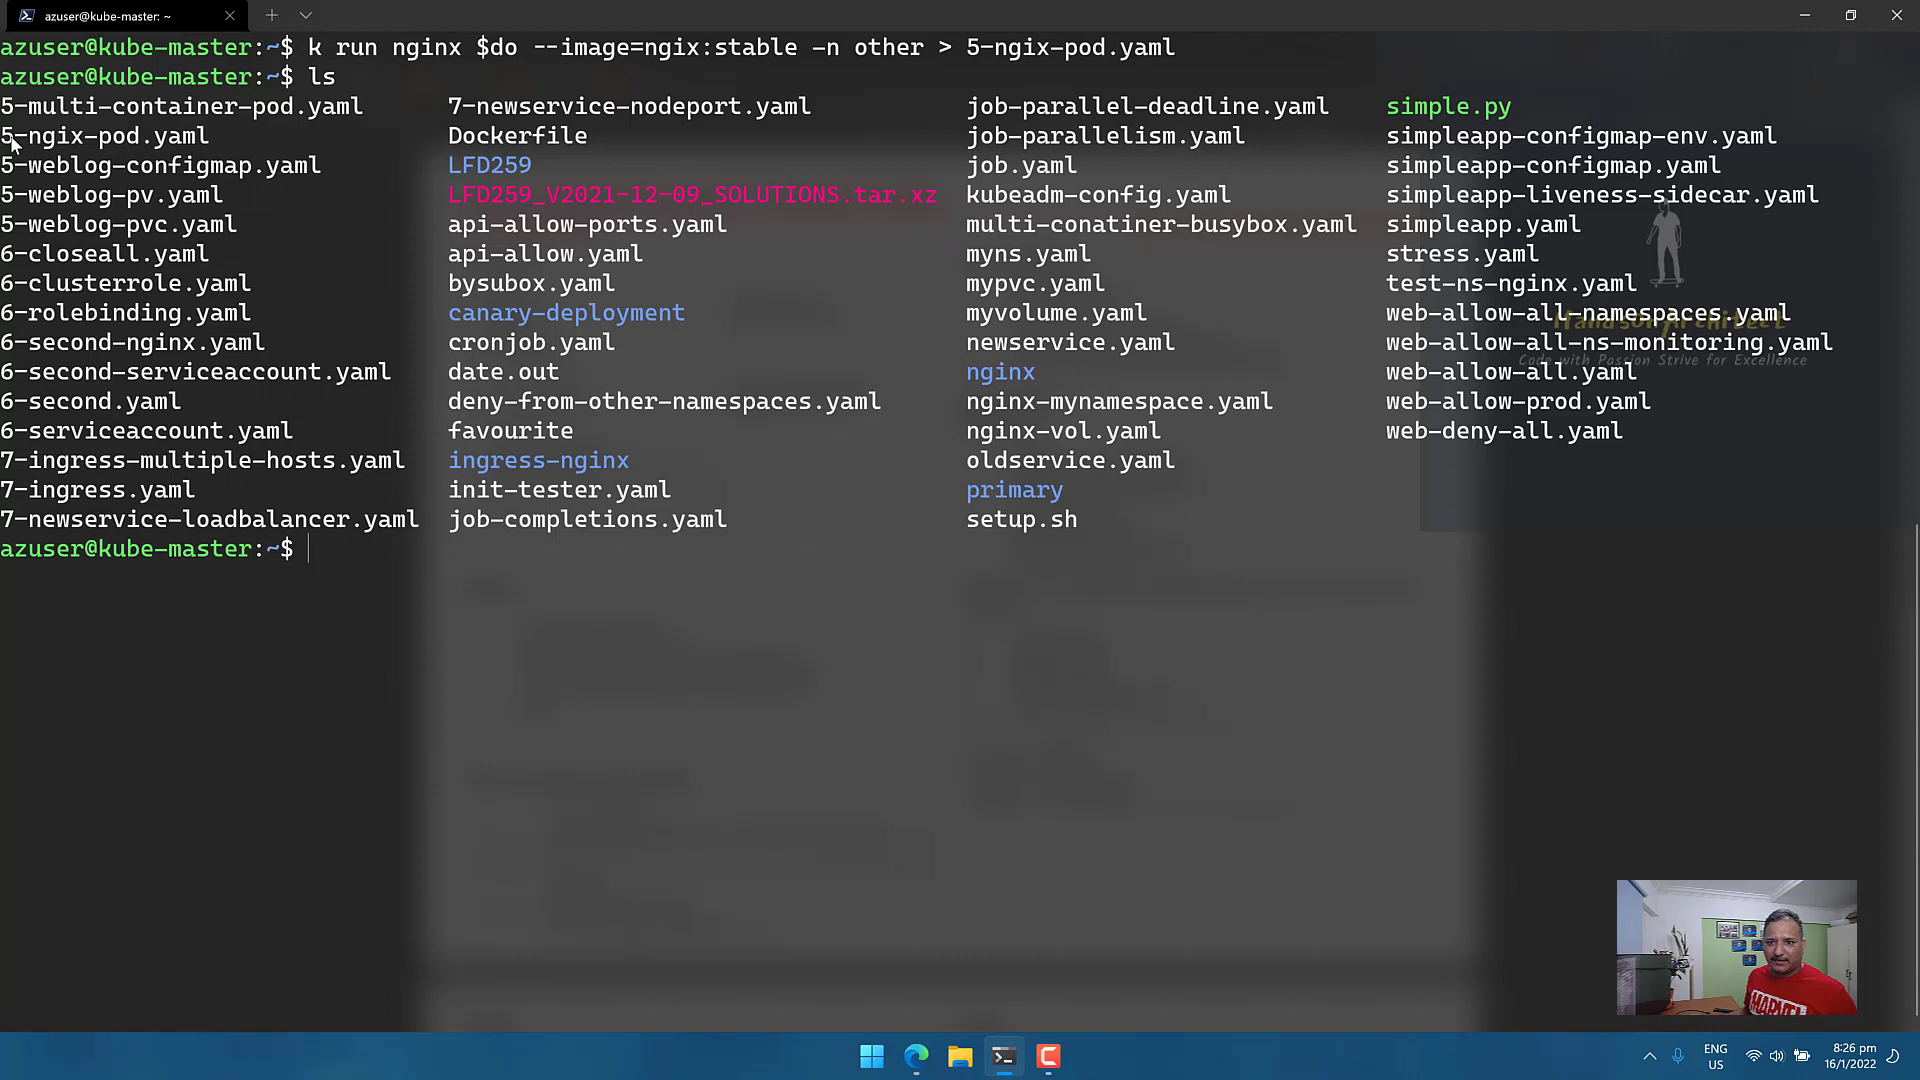 azuser@kube-master: ~
azuser@kube-master:~$ k run nginx $do --image=ngix:stable -n other > 5-ngix-pod.yaml
azuser@kube-master:~$ ls
5-multi-container-pod.yaml 7-newservice-nodeport.yaml job-parallel-deadline.yaml simple.py
5-ngix-pod.yaml Dockerfile job-parallelism.yaml simpleapp-configmap-env.yaml
5-weblog-configmap.yaml LFD259 job.yaml simpleapp-configmap.yaml
5-weblog-pv.yaml LFD259_V2021-12-09_SOLUTIONS.tar.xz kubeadm-config.yaml simpleapp-liveness-sidecar.yaml
5-weblog-pvc.yaml api-allow-ports.yaml multi-conatiner-busybox.yaml simpleapp.yaml
6-closeall.yaml api-allow.yaml myns.yaml stress.yaml
6-clusterrole.yaml bysubox.yaml mypvc.yaml test-ns-nginx.yaml
6-rolebinding.yaml canary-deployment myvolume.yaml web-allow-all-namespaces.yaml
6-second-nginx.yaml cronjob.yaml newservice.yaml web-allow-all-ns-monitoring.yaml
6-second-serviceaccount.yaml date.out nginx web-allow-all.yaml
6-second.yaml deny-from-other-namespaces.yaml nginx-mynamespace.yaml web-allow-prod.yaml
6-serviceaccount.yaml favourite nginx-vol.yaml web-deny-all.yaml
7-ingress-multiple-hosts.yaml ingress-nginx oldservice.yaml
7-ingress.yaml init-tester.yaml primary
7-newservice-loadbalancer.yaml job-completions.yaml setup.sh
azuser@kube-master:~$
HandsonArchitect
Code with Passion Strive for Excellence
ENG
US
8:26 pm
16/1/2022